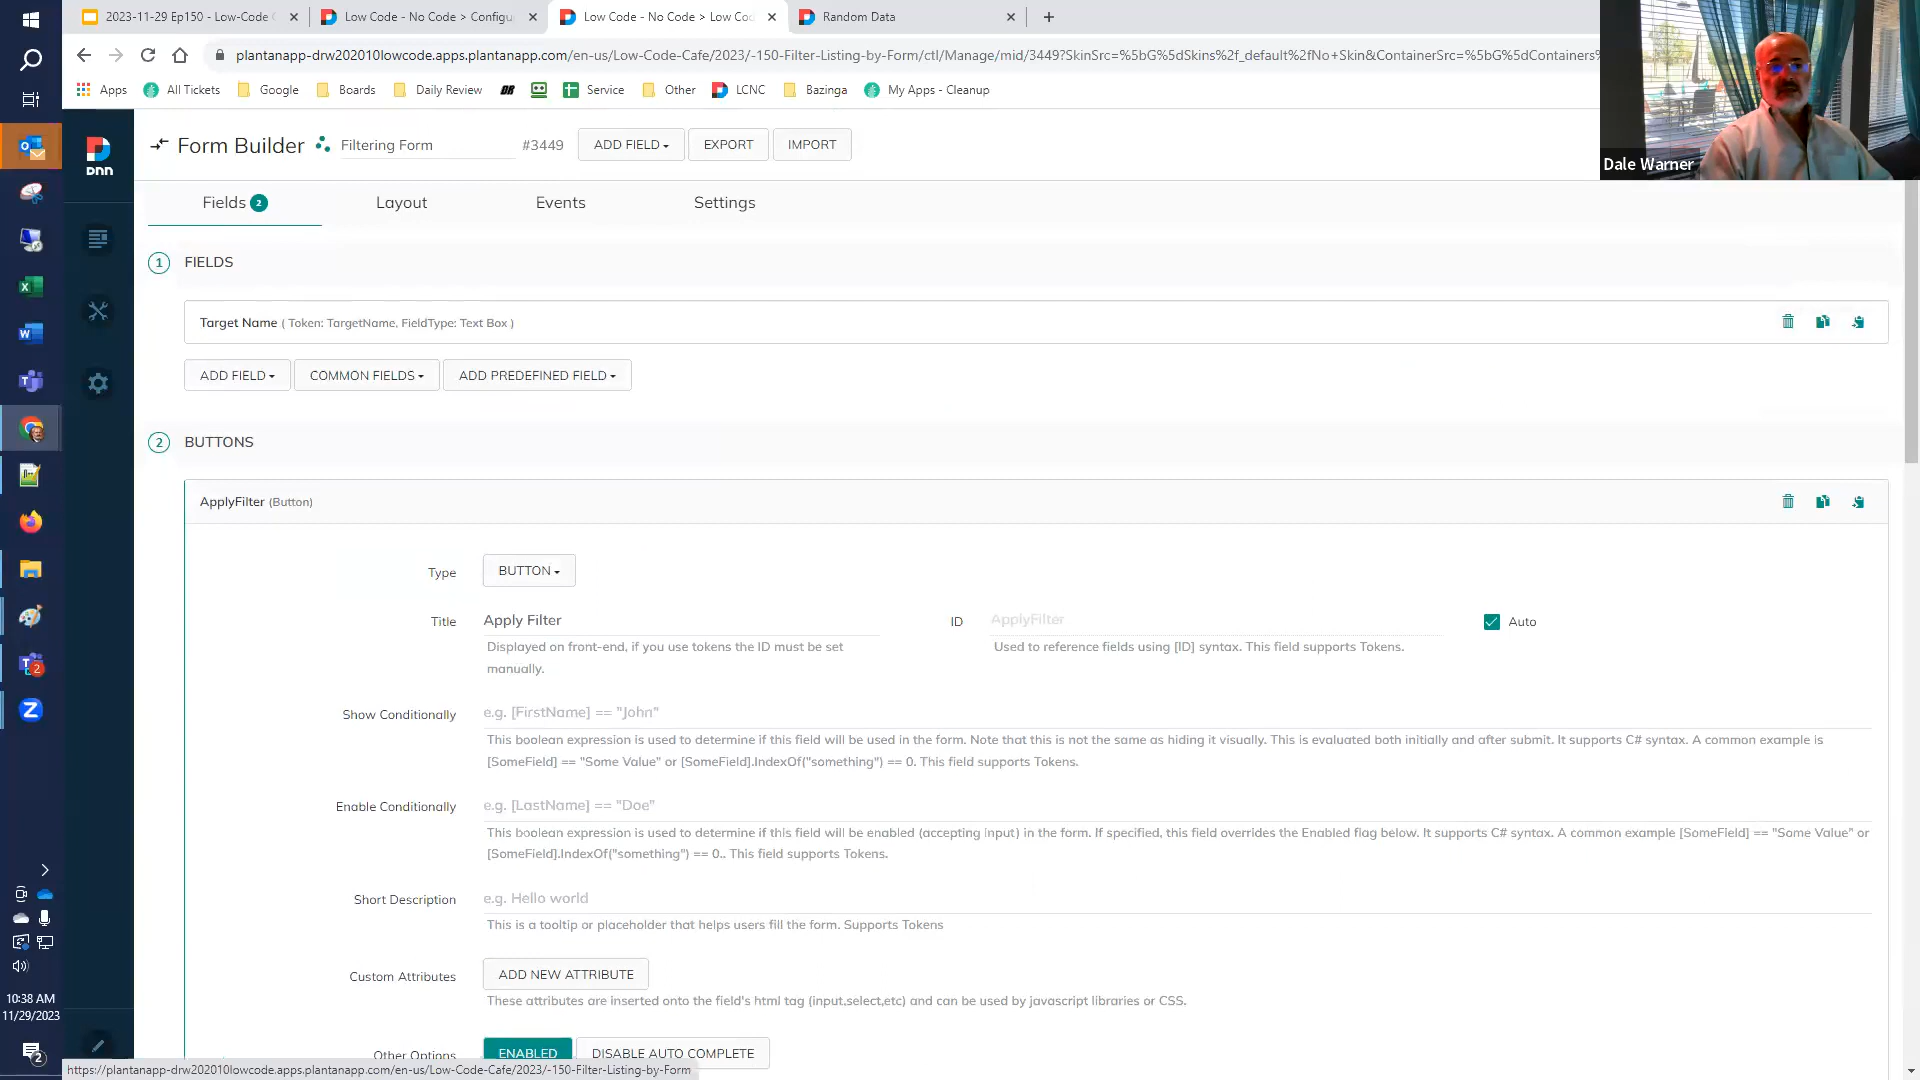 2023-11-29 Ep150 - Low-Code C
Low Code - No Code > Configu
Low Code - No Code > Low Coc
Random Data
plantanapp-drw202010lowcode.apps.plantanapp.com/en-us/Low-Code-Cafe/2023/-150-Filter-Listing-by-Form/ctl/Manage/mid/3449?SkinSrc=%5bG%5dSkins%2f_default%2fNo+Skin&ContainerSrc=%5bG%5dContainers%
Apps
All Tickets
Google
Boards
Daily Review
Service
Other
LCNC
Bazinga
My Apps - Cleanup
Dale Warner
DNN
Form Builder
Filtering Form
#3449
ADD FIELD
EXPORT
IMPORT
Fields 2
Layout
Events
Settings
1 FIELDS
Target Name ( Token: TargetName, FieldType: Text Box )
ADD FIELD
COMMON FIELDS
ADD PREDEFINED FIELD
2 BUTTONS
ApplyFilter (Button)
Type
BUTTON
Title
Apply Filter
ID
ApplyFilter
Auto
Displayed on front-end, if you use tokens the ID must be set
manually.
Used to reference fields using [ID] syntax. This field supports Tokens.
Show Conditionally
e.g. [FirstName] == "John"
This boolean expression is used to determine if this field will be used in the form. Note that this is not the same as hiding it visually. This is evaluated both initially and after submit. It supports C# syntax. A common example is
[SomeField] == "Some Value" or [SomeField].IndexOf("something") == 0. This field supports Tokens.
Enable Conditionally
e.g. [LastName] == "Doe"
This boolean expression is used to determine if this field will be enabled (accepting input) in the form. If specified, this field overrides the Enabled flag below. It supports C# syntax. A common example [SomeField] == "Some Value" or
[SomeField].IndexOf("something") == 0.. This field supports Tokens.
Short Description
e.g. Hello world
This is a tooltip or placeholder that helps users fill the form. Supports Tokens
Custom Attributes
ADD NEW ATTRIBUTE
These attributes are inserted onto the field's html tag (input,select,etc) and can be used by javascript libraries or CSS.
Other Options
ENABLED
DISABLE AUTO COMPLETE
10:38 AM
11/29/2023
2
https://plantanapp-drw202010lowcode.apps.plantanapp.com/en-us/Low-Code-Cafe/2023/-150-Filter-Listing-by-Form